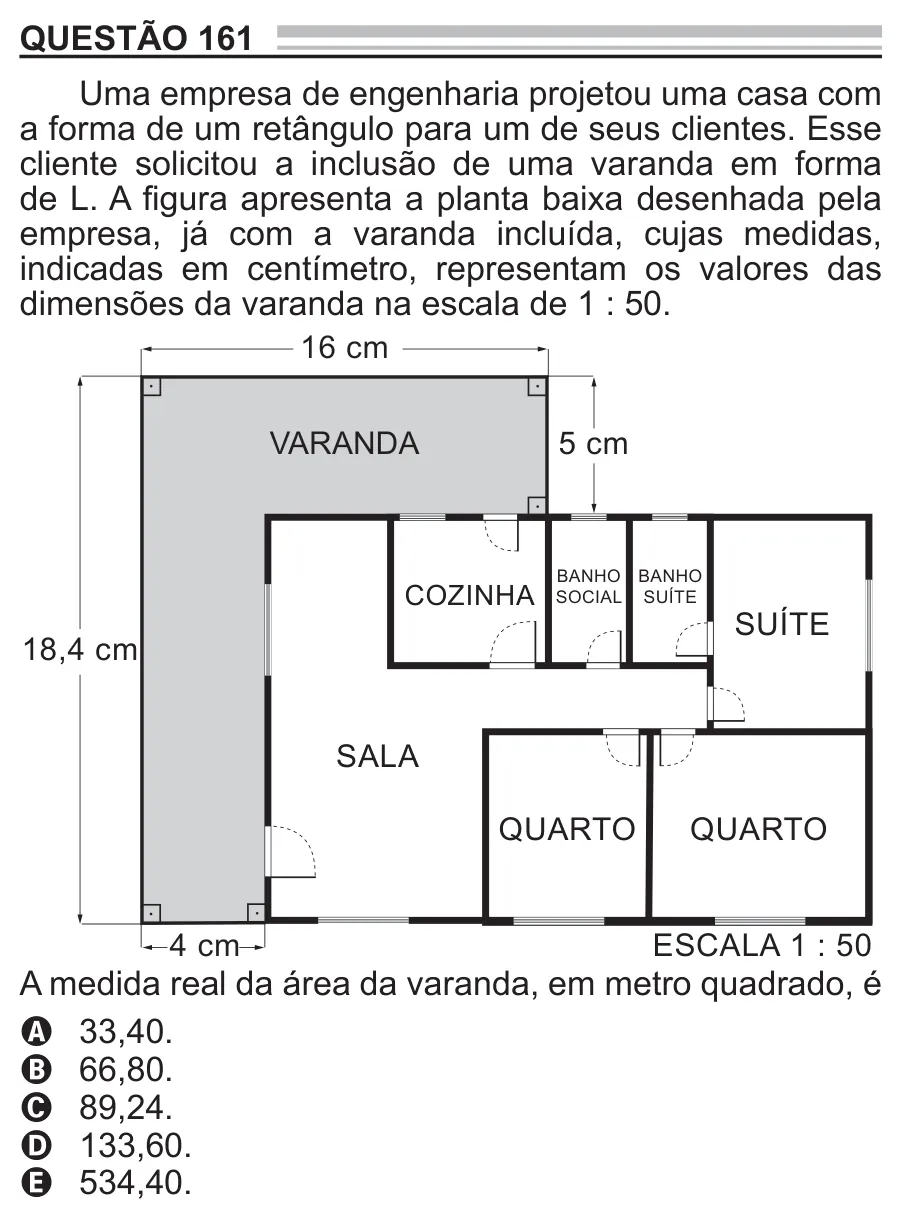 QUESTÃO 161
Uma empresa de engenharia projetou uma casa com
a forma de um retângulo para um de seus clientes. Esse
cliente solicitou a inclusão de uma varanda em forma
de L. A figura apresenta a planta baixa desenhada pela
empresa, já com a varanda incluída, cujas medidas,
indicadas em centímetro, representam os valores das
dimensões da varanda na escala de 1 : 50.
16 cm
VARANDA
5 cm
COZINHA
BANHO
SOCIAL
BANHO
SUÍTE
SUÍTE
18,4 cm
SALA
QUARTO
QUARTO
4 cm
ESCALA 1 : 50
A medida real da área da varanda, em metro quadrado, é
A 33,40.
B 66,80.
C 89,24.
D 133,60.
E 534,40.